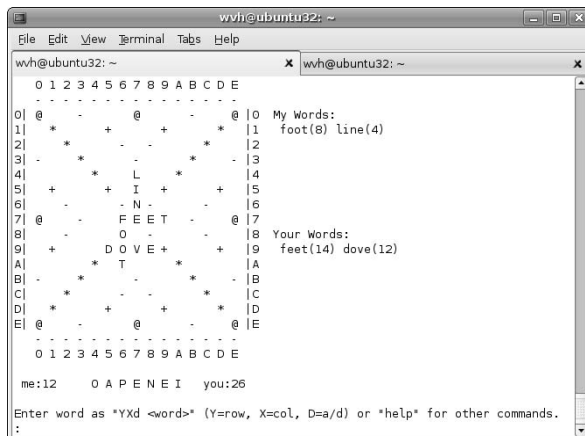 wvh@ubuntu32: ~
File Edit View Terminal Tabs Help
wvh@ubuntu32: ~ x wvh@ubuntu32: ~ x
0 1 2 3 4 5 6 7 8 9 A B C D E
- - - - - - - - - - - - - - -
0| @ - @ - @ |0 My Words:
1| * + + * |1 foot(8) line(4)
2| * - - * |2
3| - * * - |3
4| * L * |4
5| + + I + + |5
6| - - N - - |6
7| @ - F E E T - @ |7
8| - O - - |8 Your Words:
9| + D O V E + + |9 feet(14) dove(12)
A| * T * |A
B| - * * - |B
C| * - - * |C
D| * + + * |D
E| @ - @ - @ |E
- - - - - - - - - - - - - - -
0 1 2 3 4 5 6 7 8 9 A B C D E
me:12 O A P E N E I you:26
Enter word as "YXd <word>" (Y=row, X=col, D=a/d) or "help" for other commands.
: